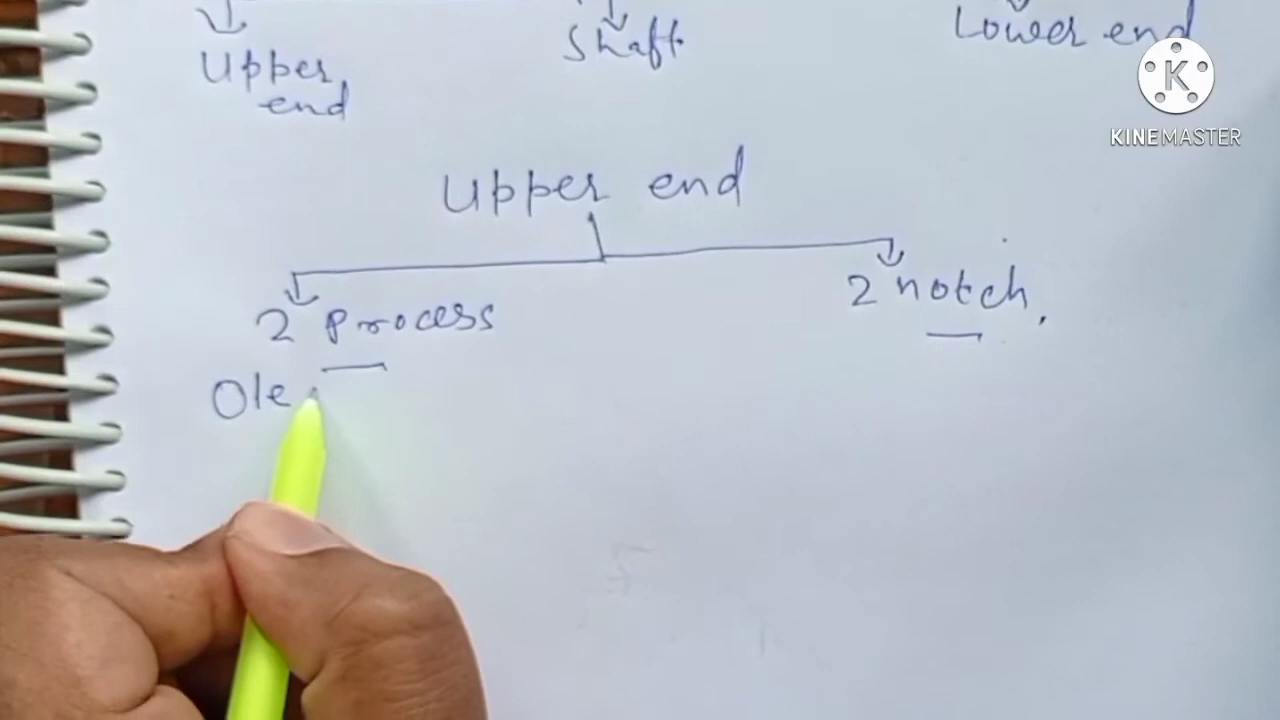 Shaft
Lower end
Upper
end
K
KINEMASTER
Upper end
2 Process
2 notch,
Ole